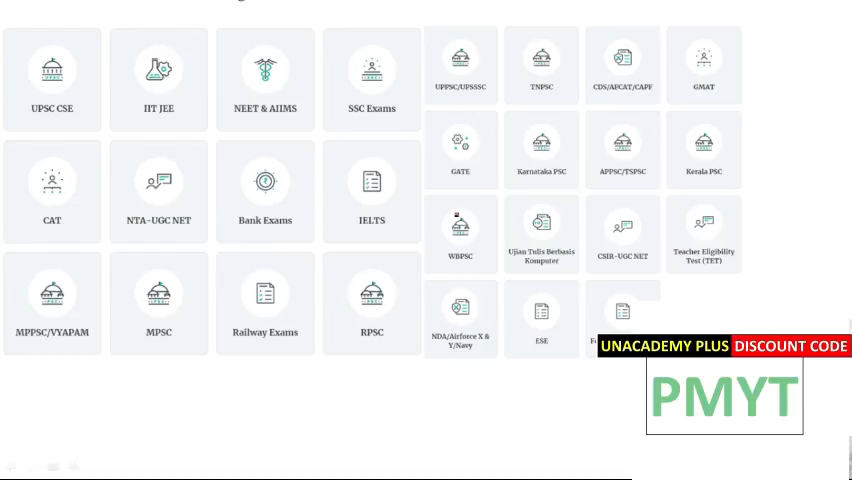 UPSC CSE
IIT JEE
NEET & AIIMS
SSC Exams
CAT
NTA-UGC NET
Bank Exams
IELTS
MPPSC/VYAPAM
MPSC
Railway Exams
RPSC
UPPSC/UPSSSC
TNPSC
CDS/AFCAT/CAPF
GMAT
GATE
Karnataka PSC
APPSC/TSPSC
Kerala PSC
WBPSC
Ujian Tulis Berbasis
Komputer
CSIR-UGC NET
Teacher Eligibility
Test (TET)
NDA/Airforce X &
Y/Navy
ESE
UNACADEMY PLUS DISCOUNT CODE
PMYT